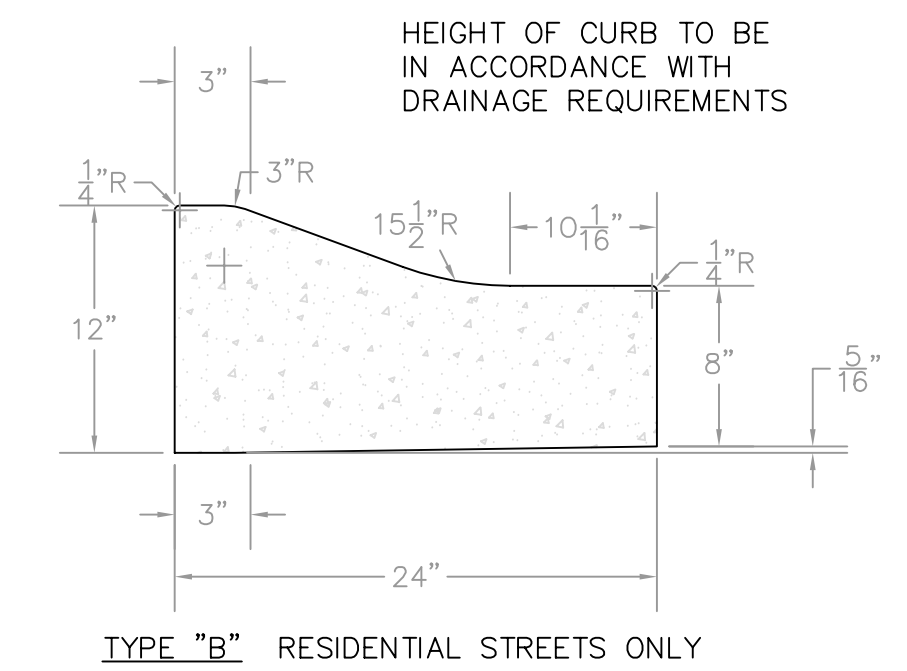 HEIGHT OF CURB TO BE
IN ACCORDANCE WITH
DRAINAGE REQUIREMENTS
3"
1/4"R
3"R
15 1/2"R
10 1/16"
1/4"R
12"
8"
5/16"
3"
24"
TYPE "B" RESIDENTIAL STREETS ONLY